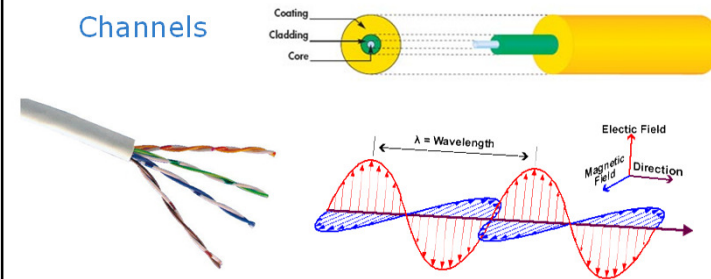 Channels
Coating
Cladding
Core
λ = Wavelength
Electic Field
Magnetic
Field
Direction